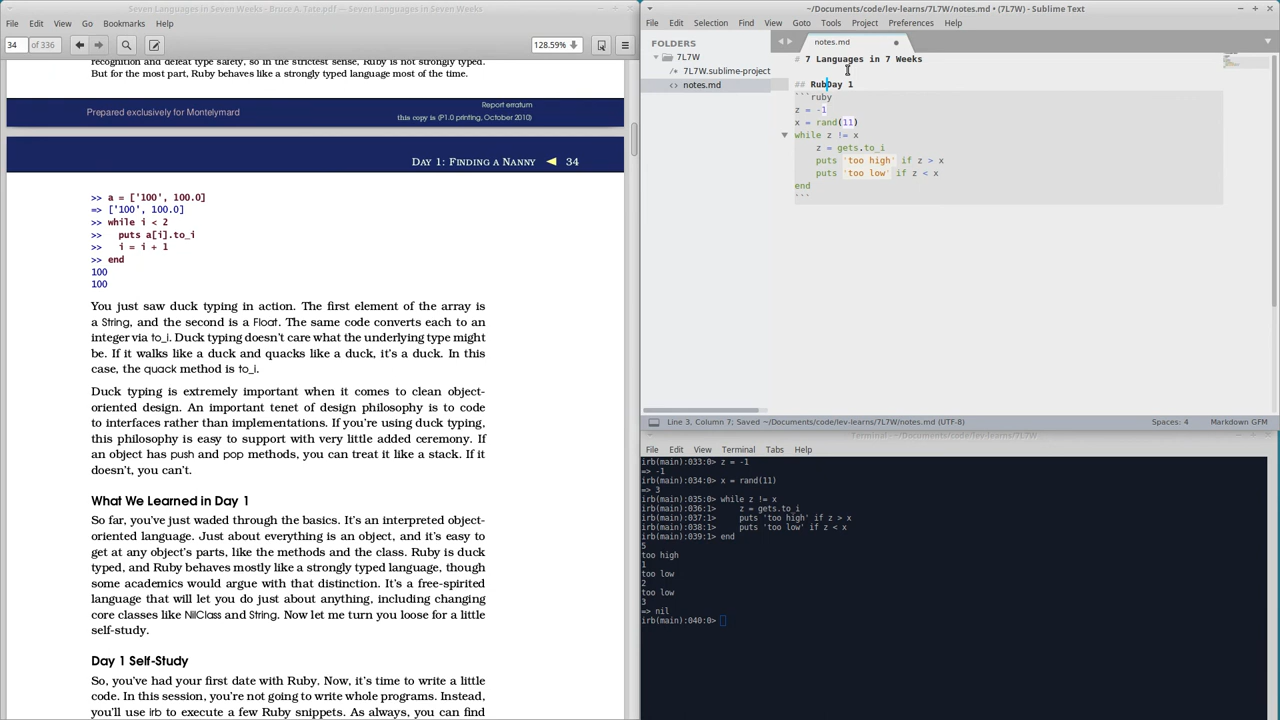 Seven Languages in Seven Weeks - Bruce A. Tate.pdf — Seven Languages in Seven Weeks
File Edit View Go Bookmarks Help
34 of 336 128.59%
recognition and defeat type safety, so in the strictest sense, Ruby is not strongly typed.
But for the most part, Ruby behaves like a strongly typed language most of the time.
Report erratum
Prepared exclusively for Montelymard
this copy is (P1.0 printing, October 2010)
DAY 1: FINDING A NANNY 34
>> a = ['100', 100.0]
=> ['100', 100.0]
>> while i < 2
>> puts a[i].to_i
>> i = i + 1
>> end
100
100
You just saw duck typing in action. The first element of the array is
a String, and the second is a Float. The same code converts each to an
integer via to_i. Duck typing doesn't care what the underlying type might
be. If it walks like a duck and quacks like a duck, it's a duck. In this
case, the quack method is to_i.
Duck typing is extremely important when it comes to clean object-
oriented design. An important tenet of design philosophy is to code
to interfaces rather than implementations. If you're using duck typing,
this philosophy is easy to support with very little added ceremony. If
an object has push and pop methods, you can treat it like a stack. If it
doesn't, you can't.
What We Learned in Day 1
So far, you've just waded through the basics. It's an interpreted object-
oriented language. Just about everything is an object, and it's easy to
get at any object's parts, like the methods and the class. Ruby is duck
typed, and Ruby behaves mostly like a strongly typed language, though
some academics would argue with that distinction. It's a free-spirited
language that will let you do just about anything, including changing
core classes like NilClass and String. Now let me turn you loose for a little
self-study.
Day 1 Self-Study
So, you've had your first date with Ruby. Now, it's time to write a little
code. In this session, you're not going to write whole programs. Instead,
you'll use irb to execute a few Ruby snippets. As always, you can find
~/Documents/code/lev-learns/7L7W/notes.md • (7L7W) - Sublime Text
File Edit Selection Find View Goto Tools Project Preferences Help
FOLDERS
7L7W
/* 7L7W.sublime-project
<> notes.md
notes.md
# 7 Languages in 7 Weeks
## RubDay 1
```ruby
z = -1
x = rand(11)
while z != x
z = gets.to_i
puts 'too high' if z > x
puts 'too low' if z < x
end
```
Line 3, Column 7; Saved ~/Documents/code/lev-learns/7L7W/notes.md (UTF-8) Spaces: 4 Markdown GFM
Terminal - ~/Documents/code/lev-learns/7L7W
File Edit View Terminal Tabs Help
irb(main):033:0> z = -1
=> -1
irb(main):034:0> x = rand(11)
=> 3
irb(main):035:0> while z != x
irb(main):036:1> z = gets.to_i
irb(main):037:1> puts 'too high' if z > x
irb(main):038:1> puts 'too low' if z < x
irb(main):039:1> end
5
too high
1
too low
2
too low
3
=> nil
irb(main):040:0>